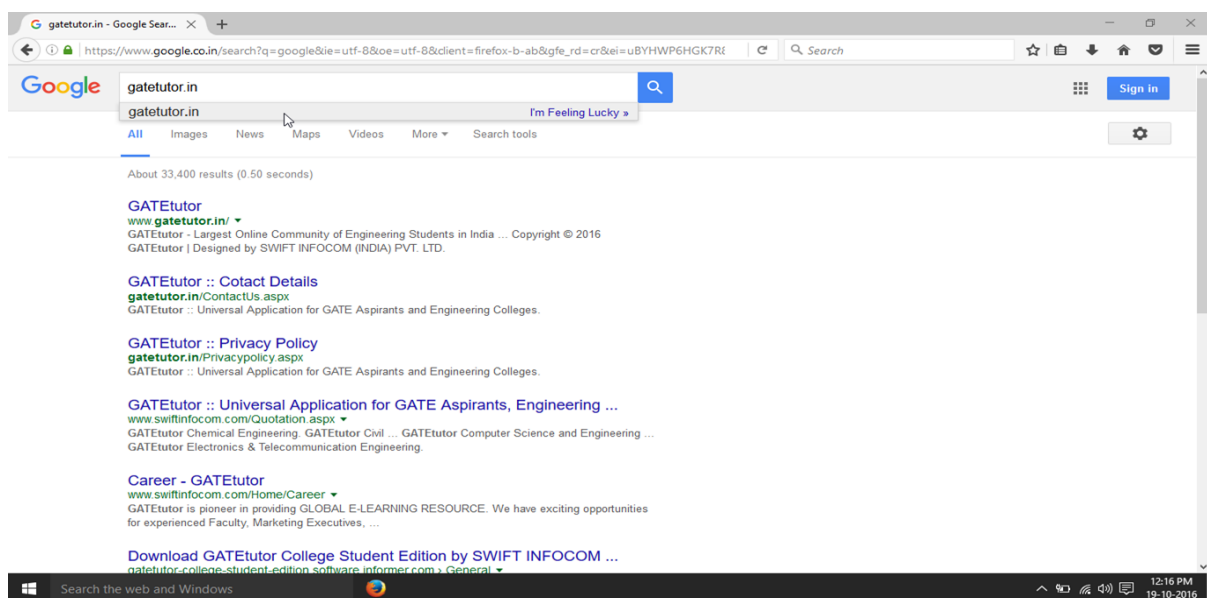 gatetutor.in - Google Sear...
https://www.google.co.in/search?q=google&ie=utf-8&oe=utf-8&client=firefox-b-ab&gfe_rd=cr&ei=uBYHWP6HGK7R8
Search
Google
gatetutor.in
Sign in
gatetutor.in I'm Feeling Lucky »
All Images News Maps Videos More Search tools
About 33,400 results (0.50 seconds)
GATEtutor
www.gatetutor.in/
GATEtutor - Largest Online Community of Engineering Students in India ... Copyright © 2016
GATEtutor | Designed by SWIFT INFOCOM (INDIA) PVT. LTD.
GATEtutor :: Cotact Details
gatetutor.in/ContactUs.aspx
GATEtutor :: Universal Application for GATE Aspirants and Engineering Colleges.
GATEtutor :: Privacy Policy
gatetutor.in/Privacypolicy.aspx
GATEtutor :: Universal Application for GATE Aspirants and Engineering Colleges.
GATEtutor :: Universal Application for GATE Aspirants, Engineering ...
www.swiftinfocom.com/Quotation.aspx
GATEtutor Chemical Engineering. GATEtutor Civil ... GATEtutor Computer Science and Engineering ...
GATEtutor Electronics & Telecommunication Engineering.
Career - GATEtutor
www.swiftinfocom.com/Home/Career
GATEtutor is pioneer in providing GLOBAL E-LEARNING RESOURCE. We have exciting opportunities
for experienced Faculty, Marketing Executives, ...
Download GATEtutor College Student Edition by SWIFT INFOCOM ...
gatetutor-college-student-edition.software.informer.com › General
Search the web and Windows
12:16 PM
19-10-2016